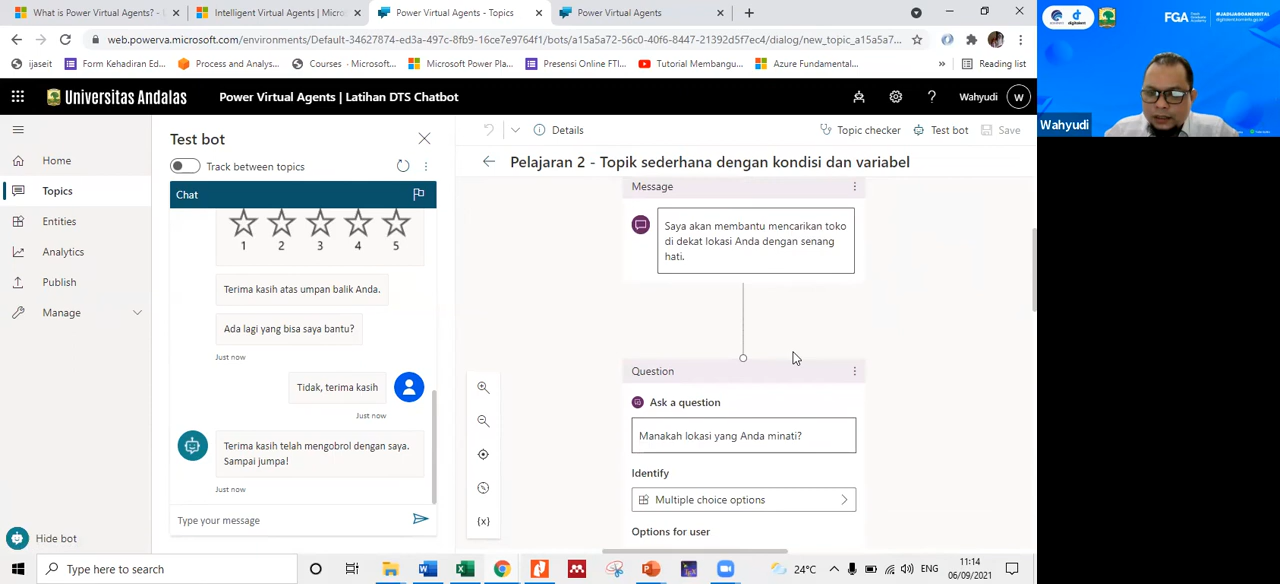 What is Power Virtual Agents? -
Intelligent Virtual Agents | Micros
Power Virtual Agents - Topics
Power Virtual Agents
web.powerva.microsoft.com/environments/Default-34627874-ed3a-497c-8fb9-16ce7e9764f1/bots/a15a5a72-56c0-40f6-8447-21392d5f7ec4/dialog/new_topic_a15a5a7...
ijaseit
Form Kehadiran Ed...
Process and Analys...
Courses - Microsoft...
Microsoft Power Pla...
Presensi Online FTI...
Tutorial Membangu...
Azure Fundamental...
»
Reading list
Universitas Andalas
Power Virtual Agents | Latihan DTS Chatbot
Wahyudi
W
Home
Topics
Entities
Analytics
Publish
Manage
Hide bot
Test bot
Track between topics
Chat
1 2 3 4 5
Terima kasih atas umpan balik Anda.
Ada lagi yang bisa saya bantu?
Just now
Tidak, terima kasih
Just now
Terima kasih telah mengobrol dengan saya.
Sampai jumpa!
Just now
Type your message
Details
Topic checker
Test bot
Save
Pelajaran 2 - Topik sederhana dengan kondisi dan variabel
Message
Saya akan membantu mencarikan toko
di dekat lokasi Anda dengan senang
hati.
Question
Ask a question
Manakah lokasi yang Anda minati?
Identify
Multiple choice options
Options for user
{x}
Type here to search
24°C
ENG
11:14
06/09/2021
FGA
Wahyudi